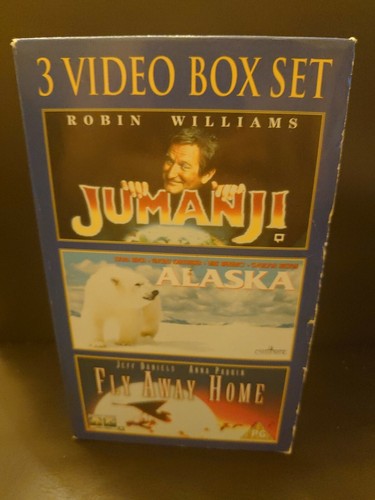 3 VIDEO BOX SET
ROBIN WILLIAMS
JUMANJI
ALASKA
JEFF DANIELS ANNA PAQUIN
FLY AWAY HOME